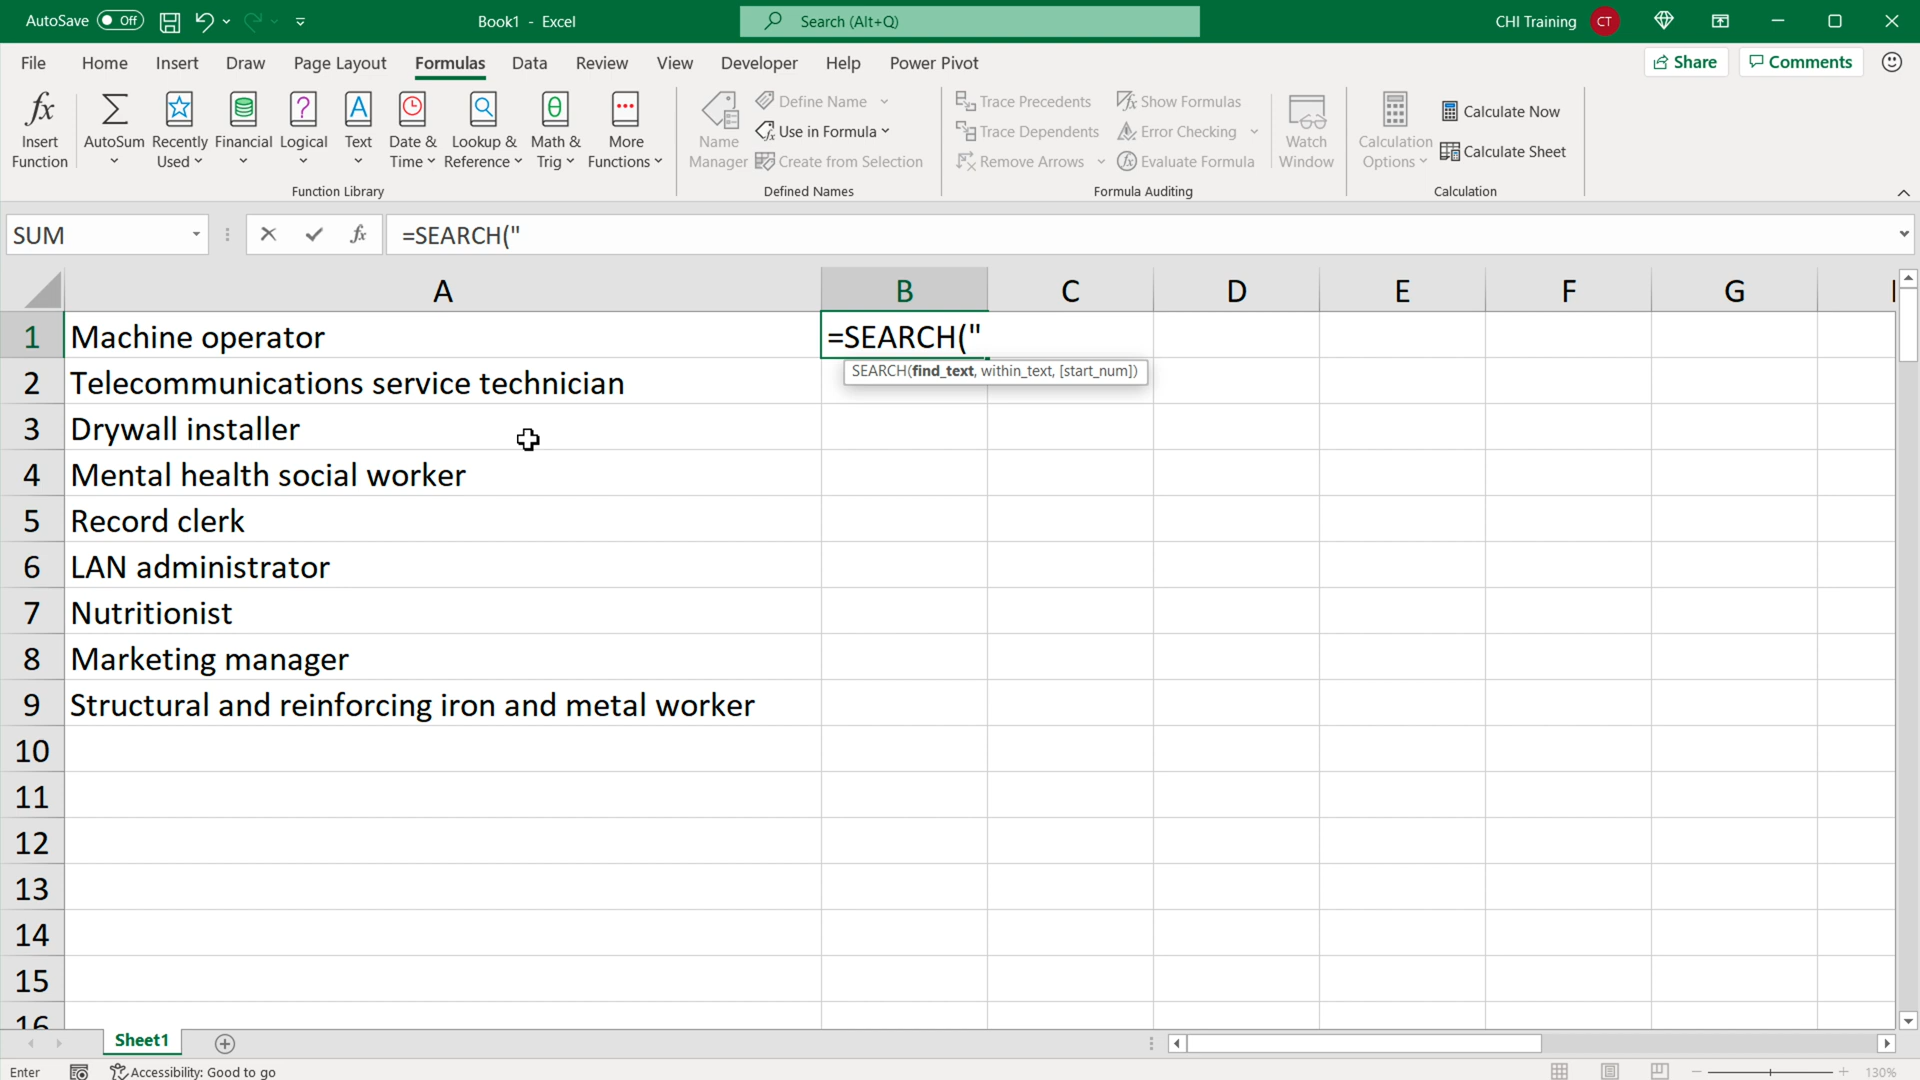 AutoSave Off Book1 - Excel Search (Alt+Q) CHI Training CT
File Home Insert Draw Page Layout Formulas Data Review View Developer Help Power Pivot Share Comments
Insert Function
AutoSum
Recently Used
Financial
Logical
Text
Date & Time
Lookup & Reference
Math & Trig
More Functions
Function Library
Name Manager
Define Name
Use in Formula
Create from Selection
Defined Names
Trace Precedents
Trace Dependents
Remove Arrows
Show Formulas
Error Checking
Evaluate Formula
Formula Auditing
Watch Window
Calculation Options
Calculate Now
Calculate Sheet
Calculation
SUM fx =SEARCH("
A B C D E F G
1 Machine operator =SEARCH("
SEARCH(find_text, within_text, [start_num])
2 Telecommunications service technician
3 Drywall installer
4 Mental health social worker
5 Record clerk
6 LAN administrator
7 Nutritionist
8 Marketing manager
9 Structural and reinforcing iron and metal worker
10
11
12
13
14
15
16
Sheet1
Enter Accessibility: Good to go 130%